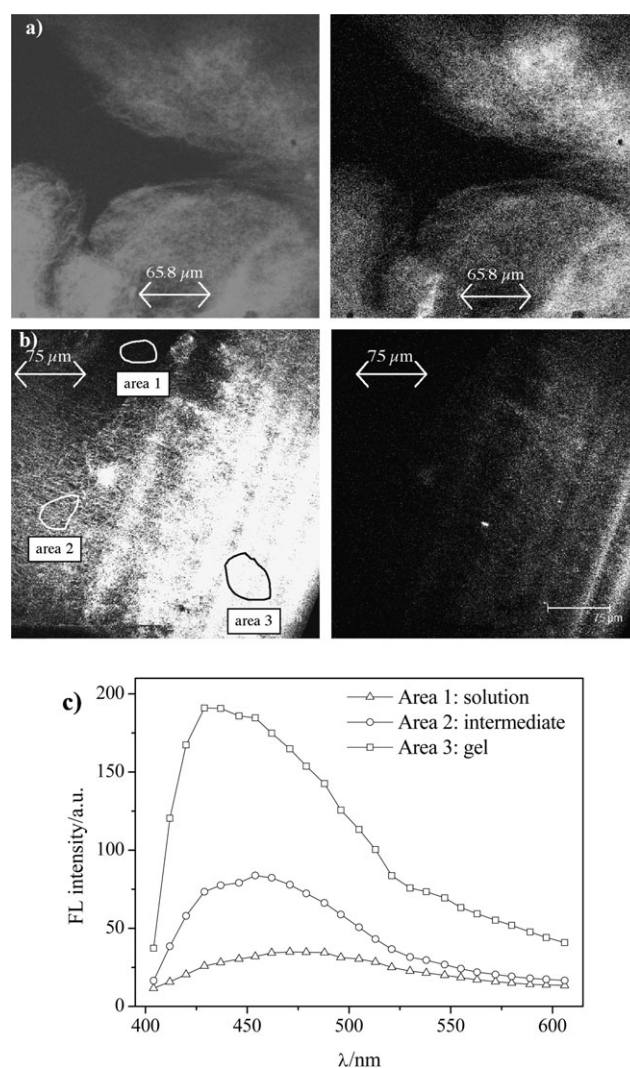 a)
65.8 µm
65.8 µm
b)
75 µm
area 1
area 2
area 3
75 µm
75 µm
c)
200
150
100
50
0
FL intensity/a.u.
Area 1: solution
Area 2: intermediate
Area 3: gel
400 450 500 550 600
λ/nm